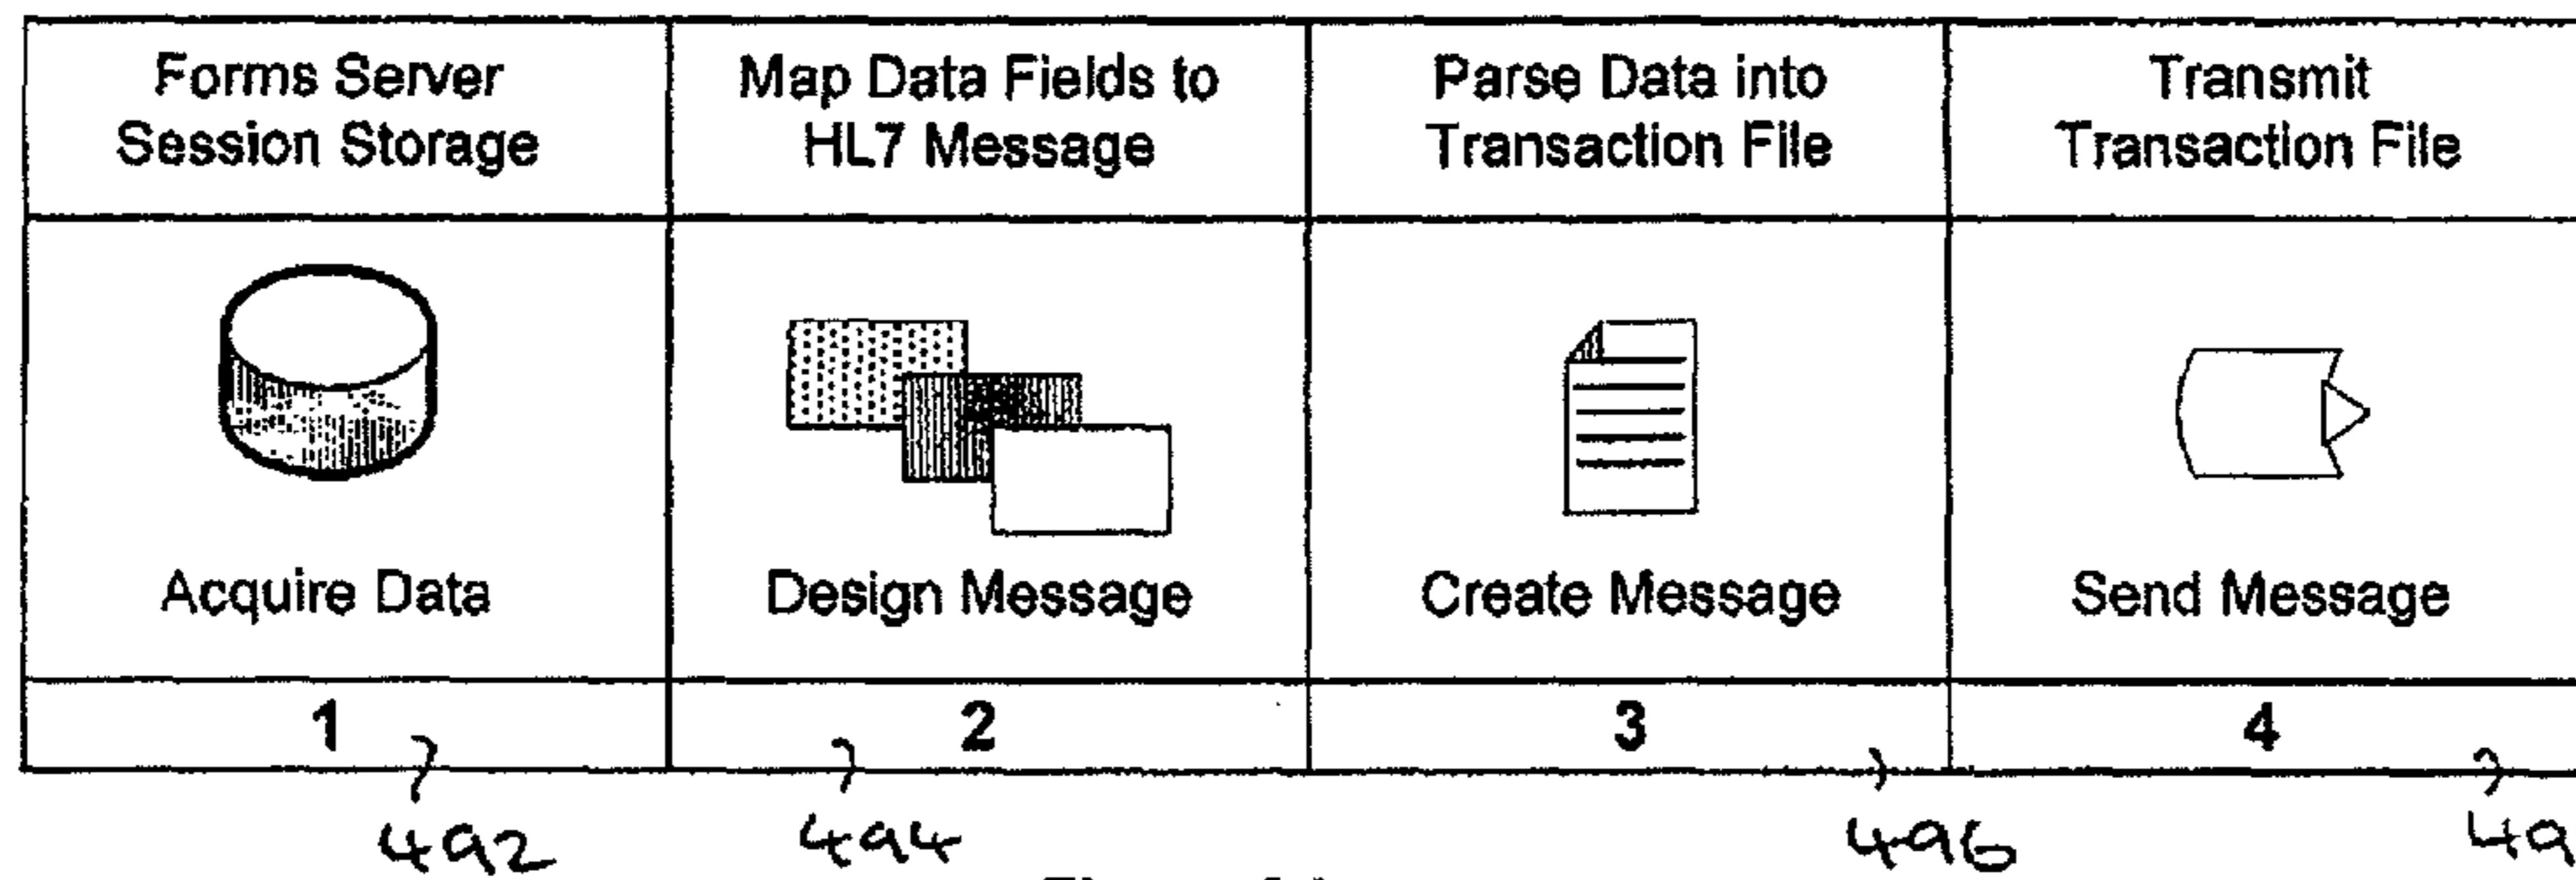 Forms Server
Session Storage
Map Data Fields to
HL7 Message
Parse Data into
Transaction File
Transmit
Transaction File
Acquire Data
Design Message
Create Message
Send Message
1
2
3
4
492
494
496